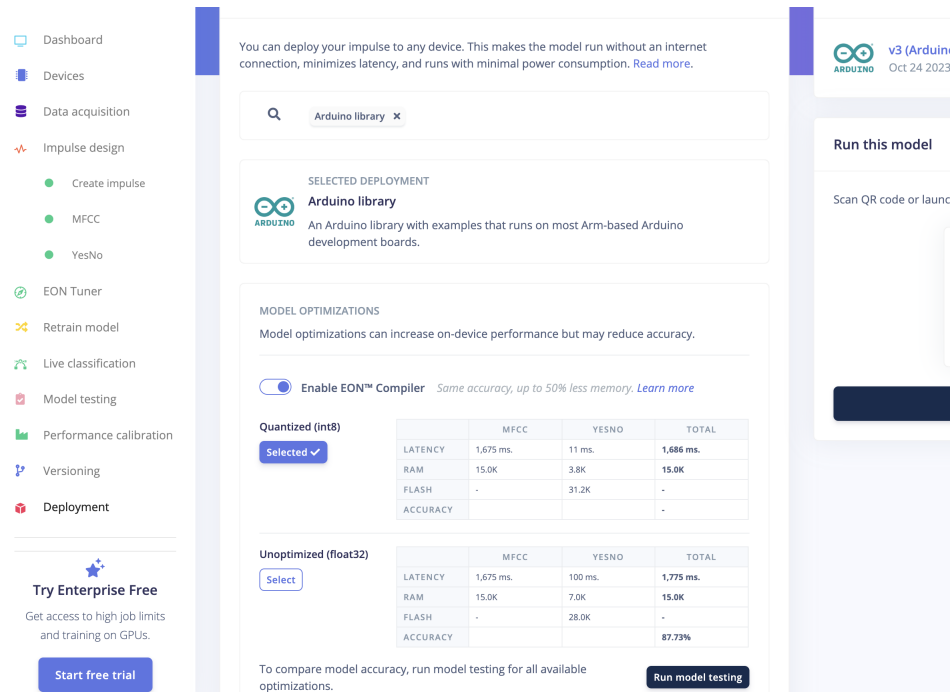 Dashboard
Devices
Data acquisition
Impulse design
Create impulse
MFCC
YesNo
EON Tuner
Retrain model
Live classification
Model testing
Performance calibration
Versioning
Deployment
Try Enterprise Free
Get access to high job limits
and training on GPUs.
Start free trial
You can deploy your impulse to any device. This makes the model run without an internet
connection, minimizes latency, and runs with minimal power consumption. Read more.
Arduino library ×
SELECTED DEPLOYMENT
Arduino library
ARDUINO
An Arduino library with examples that runs on most Arm-based Arduino
development boards.
MODEL OPTIMIZATIONS
Model optimizations can increase on-device performance but may reduce accuracy.
Enable EON™ Compiler Same accuracy, up to 50% less memory. Learn more
Quantized (int8)
Selected ✓
MFCC YESNO TOTAL
LATENCY 1,675 ms. 11 ms. 1,686 ms.
RAM 15.0K 3.8K 15.0K
FLASH - 31.2K -
ACCURACY -
Unoptimized (float32)
Select
MFCC YESNO TOTAL
LATENCY 1,675 ms. 100 ms. 1,775 ms.
RAM 15.0K 7.0K 15.0K
FLASH - 28.0K -
ACCURACY 87.73%
To compare model accuracy, run model testing for all available
optimizations.
Run model testing
ARDUINO
v3 (Arduin
Oct 24 2023
Run this model
Scan QR code or launc